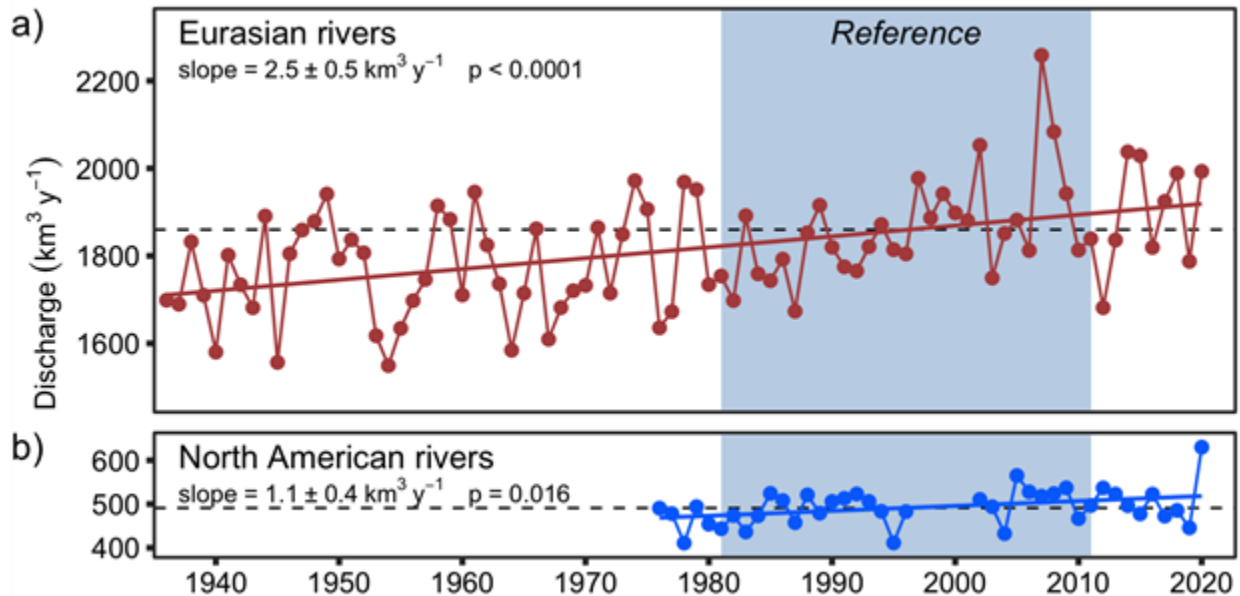 a)
Eurasian rivers
Reference
slope = 2.5 ± 0.5 km³ y⁻¹ p < 0.0001
2200
2000
1800
1600
Discharge (km³ y⁻¹)
b)
North American rivers
slope = 1.1 ± 0.4 km³ y⁻¹ p = 0.016
600
500
400
1940 1950 1960 1970 1980 1990 2000 2010 2020